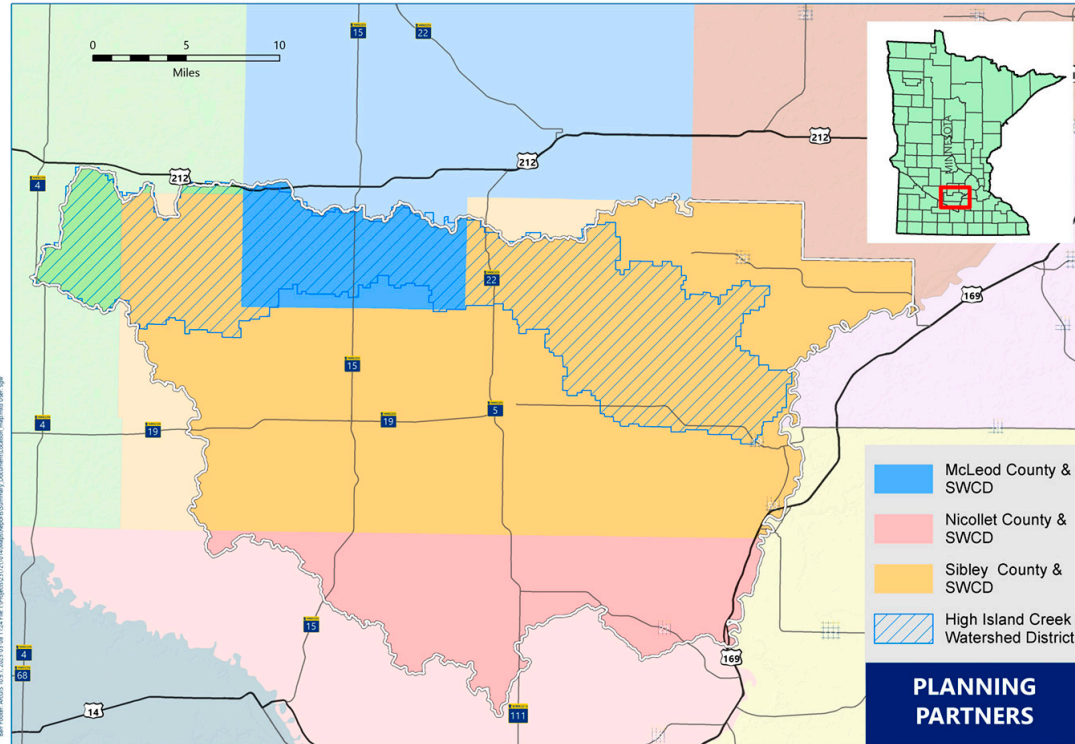 0 5 10
Miles
15
22
212
212
212
4
22
169
15
19
5
4
19
15
4
68
14
111
169
MINNESOTA
McLeod County &
SWCD
Nicollet County &
SWCD
Sibley County &
SWCD
High Island Creek
Watershed District
PLANNING
PARTNERS